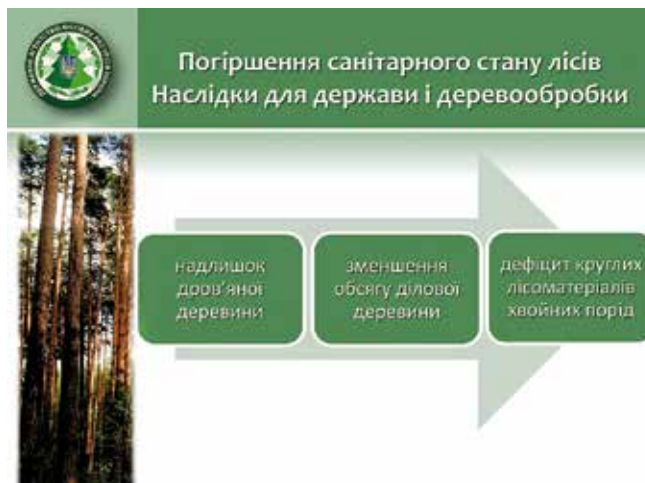 Погіршення санітарного стану лісів
Наслідки для держави і деревообробки
надлишок
дров'яної
деревини
зменшення
обсягу ділової
деревини
дефіцит круглих
лісоматеріалів
хвойних порід